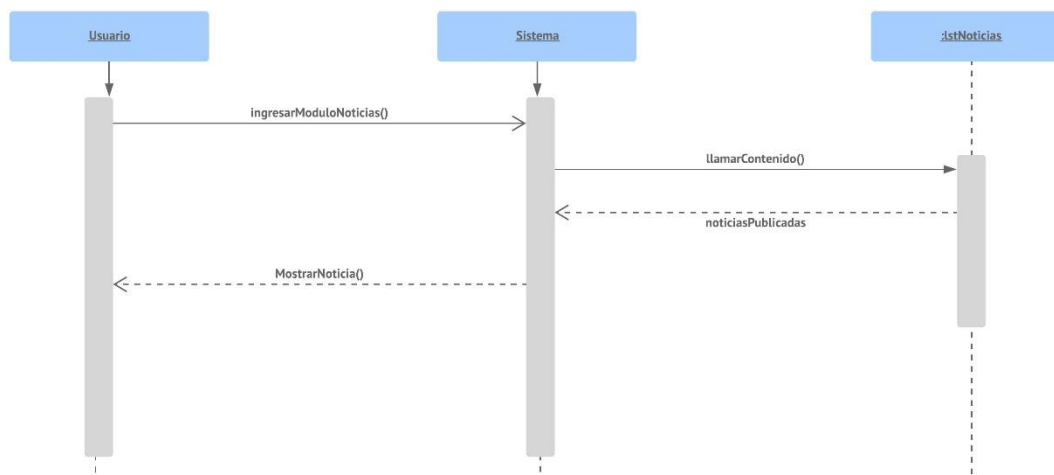 Usuario
Sistema
:lstNoticias
ingresarModuloNoticias()
llamarContenido()
noticiasPublicadas
MostrarNoticia()